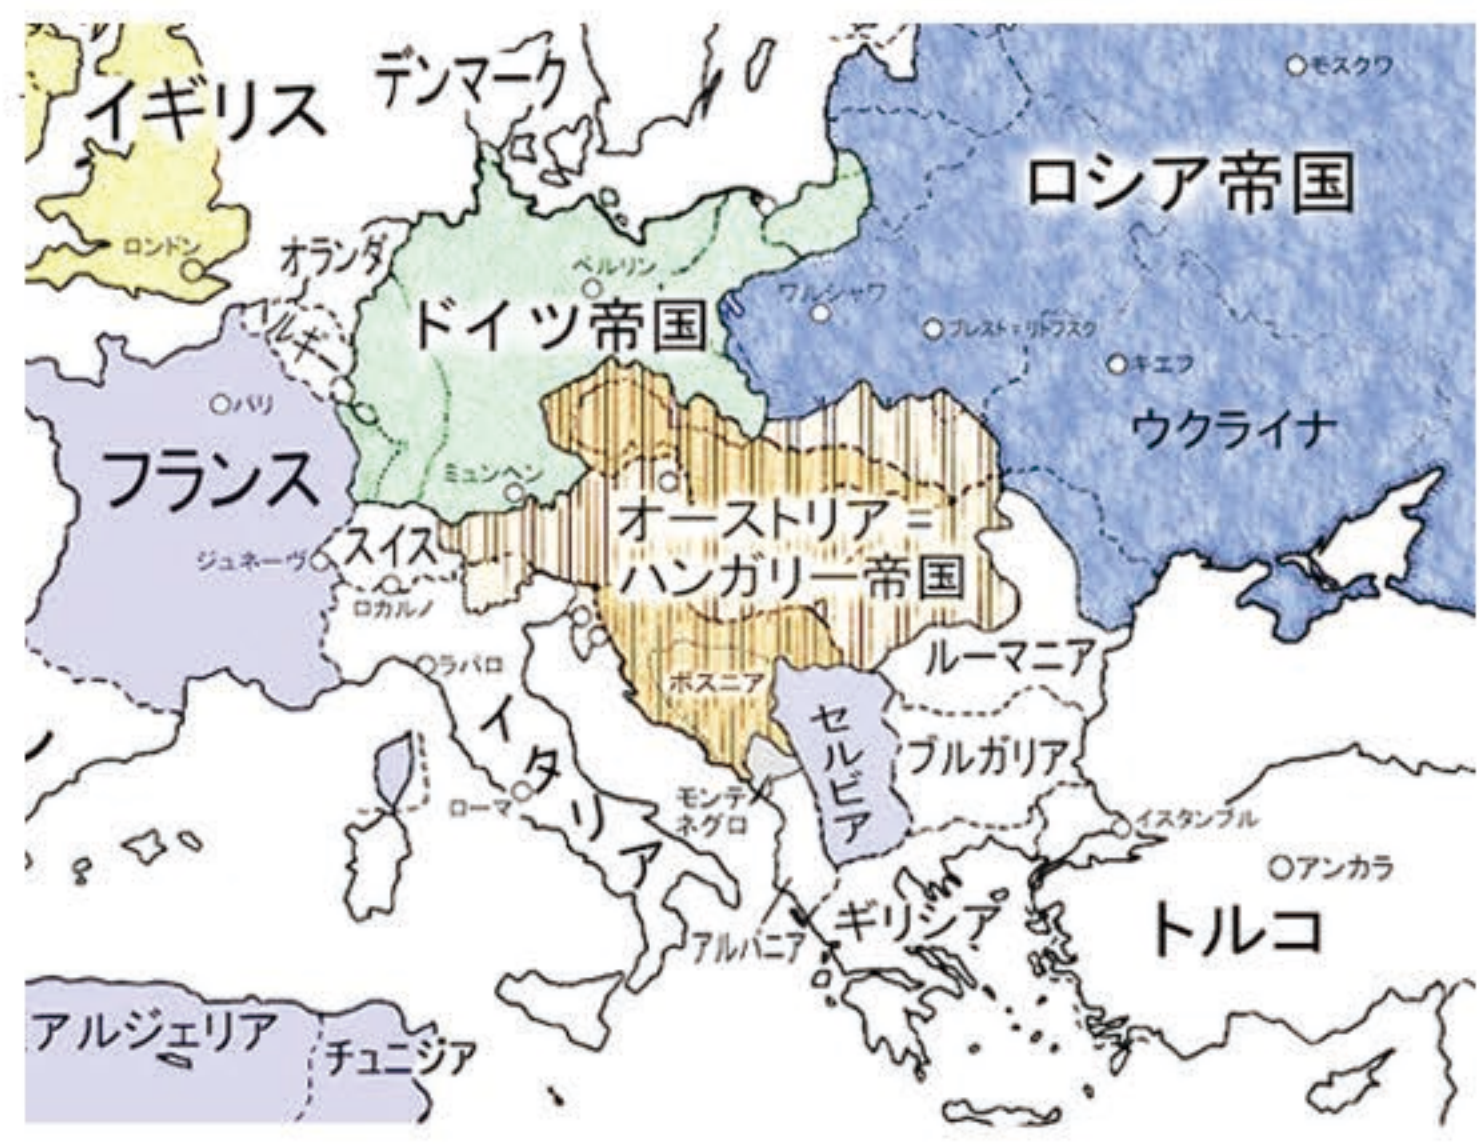 モスクワ
デンマーク
イギリス
ロシア帝国
ロンドン
オランダ
ベルリン
ワルシャワ
ベルギー
ドイツ帝国
ブレスト=リトフスク
キエフ
パリ
ウクライナ
フランス
ミュンヘン
オーストリア=
ハンガリー帝国
スイス
ジュネーヴ
ロカルノ
ルーマニア
ラパロ
ボスニア
セルビア
ブルガリア
イタリア
ローマ
モンテ
ネグロ
イスタンブル
アンカラ
ギリシア
トルコ
アルバニア
アルジェリア
チュニジア